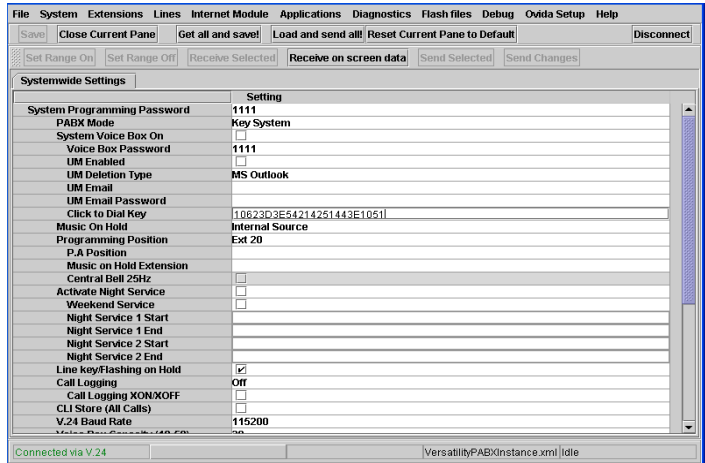 File System Extensions Lines Internet Module Applications Diagnostics Flash files Debug Ovida Setup Help
Save Close Current Pane Get all and save! Load and send all! Reset Current Pane to Default Disconnect
Set Range On Set Range Off Receive Selected Receive on screen data Send Selected Send Changes
Systemwide Settings
Setting
System Programming Password 1111
PABX Mode Key System
System Voice Box On
Voice Box Password 1111
UM Enabled
UM Deletion Type MS Outlook
UM Email
UM Email Password
Click to Dial Key 10623D3E54214251443E1051
Music On Hold Internal Source
Programming Position Ext 20
P.A Position
Music on Hold Extension
Central Bell 25Hz
Activate Night Service
Weekend Service
Night Service 1 Start
Night Service 1 End
Night Service 2 Start
Night Service 2 End
Line key/Flashing on Hold
Call Logging Off
Call Logging XON/XOFF
CLI Store (All Calls)
V.24 Baud Rate 115200
Connected via V.24 VersatilityPABXInstance.xml Idle